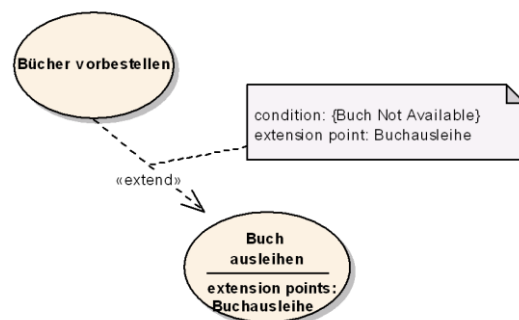 Bücher vorbestellen
condition: {Buch Not Available}
extension point: Buchausleihe
«extend»
Buch
ausleihen
extension points:
Buchausleihe